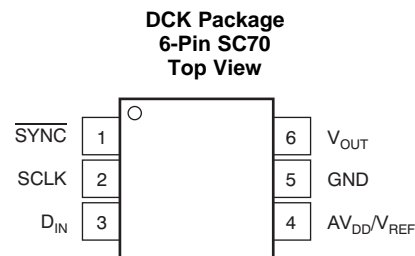 DCK Package
6-Pin SC70
Top View
SYNC 1 6 VOUT
SCLK 2 5 GND
DIN 3 4 AVDD/VREF